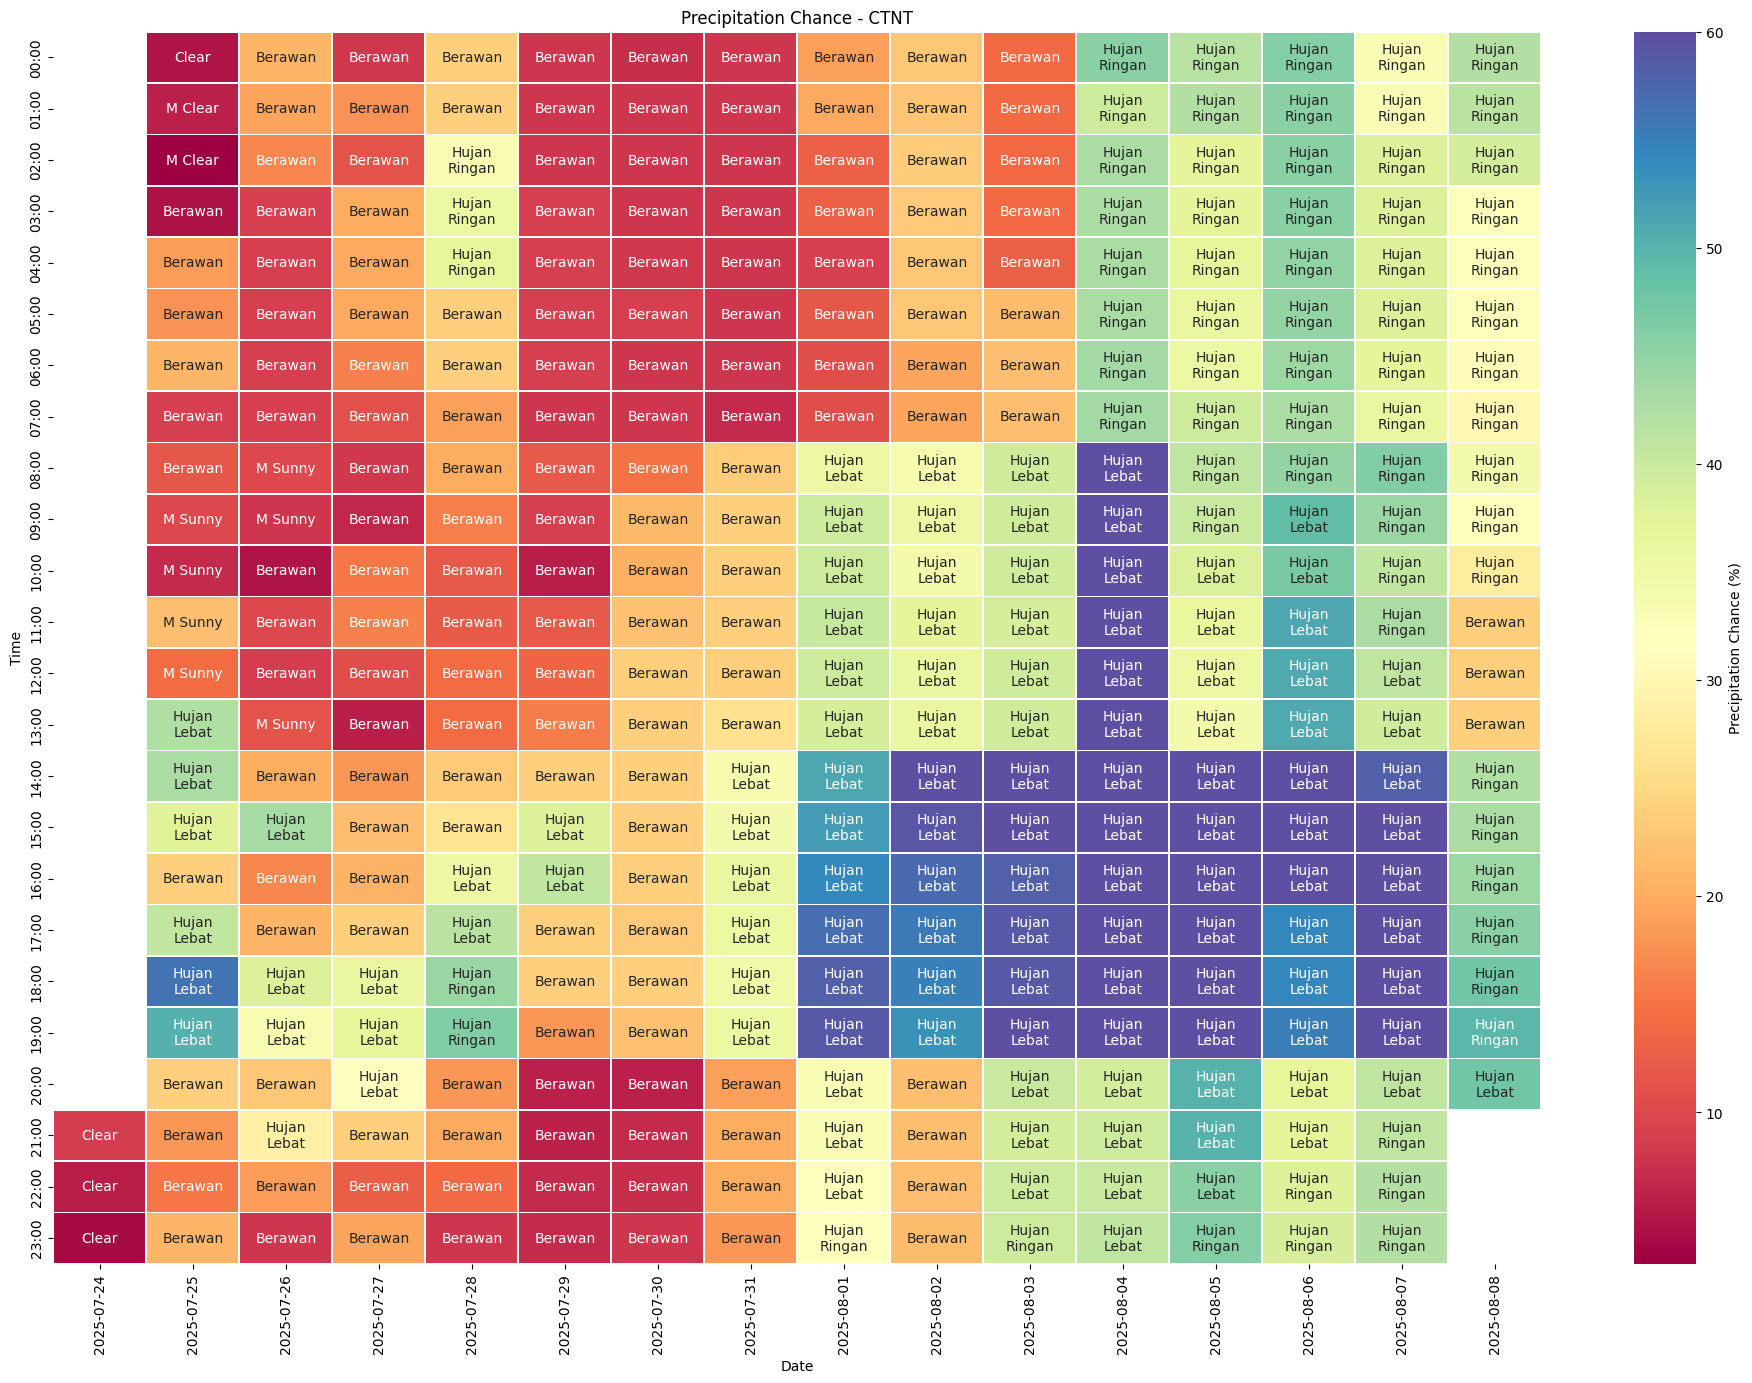 Precipitation Chance - CTNT
00:00 Clear Berawan Berawan Berawan Berawan Berawan Berawan Berawan Berawan Berawan Hujan Ringan Hujan Ringan Hujan Ringan Hujan Ringan Hujan Ringan
01:00 M Clear Berawan Berawan Berawan Berawan Berawan Berawan Berawan Berawan Berawan Hujan Ringan Hujan Ringan Hujan Ringan Hujan Ringan Hujan Ringan
02:00 M Clear Berawan Berawan Hujan Ringan Berawan Berawan Berawan Berawan Berawan Berawan Hujan Ringan Hujan Ringan Hujan Ringan Hujan Ringan Hujan Ringan
03:00 Berawan Berawan Berawan Hujan Ringan Berawan Berawan Berawan Berawan Berawan Berawan Hujan Ringan Hujan Ringan Hujan Ringan Hujan Ringan Hujan Ringan
04:00 Berawan Berawan Berawan Hujan Ringan Berawan Berawan Berawan Berawan Berawan Berawan Hujan Ringan Hujan Ringan Hujan Ringan Hujan Ringan Hujan Ringan
05:00 Berawan Berawan Berawan Berawan Berawan Berawan Berawan Berawan Berawan Berawan Hujan Ringan Hujan Ringan Hujan Ringan Hujan Ringan Hujan Ringan
06:00 Berawan Berawan Berawan Berawan Berawan Berawan Berawan Berawan Berawan Berawan Hujan Ringan Hujan Ringan Hujan Ringan Hujan Ringan Hujan Ringan
07:00 Berawan Berawan Berawan Berawan Berawan Berawan Berawan Berawan Berawan Berawan Hujan Ringan Hujan Ringan Hujan Ringan Hujan Ringan Hujan Ringan
08:00 Berawan M Sunny Berawan Berawan Berawan Berawan Berawan Hujan Lebat Hujan Lebat Hujan Lebat Hujan Lebat Hujan Ringan Hujan Ringan Hujan Ringan Hujan Ringan
09:00 M Sunny M Sunny Berawan Berawan Berawan Berawan Berawan Hujan Lebat Hujan Lebat Hujan Lebat Hujan Lebat Hujan Ringan Hujan Lebat Hujan Ringan Hujan Ringan
10:00 M Sunny Berawan Berawan Berawan Berawan Berawan Berawan Hujan Lebat Hujan Lebat Hujan Lebat Hujan Lebat Hujan Lebat Hujan Lebat Hujan Ringan Hujan Ringan
11:00 M Sunny Berawan Berawan Berawan Berawan Berawan Berawan Hujan Lebat Hujan Lebat Hujan Lebat Hujan Lebat Hujan Lebat Hujan Lebat Hujan Ringan Berawan
12:00 M Sunny Berawan Berawan Berawan Berawan Berawan Berawan Hujan Lebat Hujan Lebat Hujan Lebat Hujan Lebat Hujan Lebat Hujan Lebat Hujan Lebat Berawan
13:00 Hujan Lebat M Sunny Berawan Berawan Berawan Berawan Berawan Hujan Lebat Hujan Lebat Hujan Lebat Hujan Lebat Hujan Lebat Hujan Lebat Hujan Lebat Berawan
14:00 Hujan Lebat Berawan Berawan Berawan Berawan Berawan Hujan Lebat Hujan Lebat Hujan Lebat Hujan Lebat Hujan Lebat Hujan Lebat Hujan Lebat Hujan Lebat Hujan Ringan
15:00 Hujan Lebat Hujan Lebat Berawan Berawan Hujan Lebat Berawan Hujan Lebat Hujan Lebat Hujan Lebat Hujan Lebat Hujan Lebat Hujan Lebat Hujan Lebat Hujan Lebat Hujan Ringan
16:00 Berawan Berawan Berawan Hujan Lebat Hujan Lebat Berawan Hujan Lebat Hujan Lebat Hujan Lebat Hujan Lebat Hujan Lebat Hujan Lebat Hujan Lebat Hujan Lebat Hujan Ringan
17:00 Hujan Lebat Berawan Berawan Hujan Lebat Berawan Berawan Hujan Lebat Hujan Lebat Hujan Lebat Hujan Lebat Hujan Lebat Hujan Lebat Hujan Lebat Hujan Lebat Hujan Ringan
18:00 Hujan Lebat Hujan Lebat Hujan Lebat Hujan Ringan Berawan Berawan Hujan Lebat Hujan Lebat Hujan Lebat Hujan Lebat Hujan Lebat Hujan Lebat Hujan Lebat Hujan Lebat Hujan Ringan
19:00 Hujan Lebat Hujan Lebat Hujan Lebat Hujan Ringan Berawan Berawan Hujan Lebat Hujan Lebat Hujan Lebat Hujan Lebat Hujan Lebat Hujan Lebat Hujan Lebat Hujan Lebat Hujan Ringan
20:00 Berawan Berawan Hujan Lebat Berawan Berawan Berawan Berawan Hujan Lebat Berawan Hujan Lebat Hujan Lebat Hujan Lebat Hujan Lebat Hujan Lebat Hujan Lebat
21:00 Clear Berawan Hujan Lebat Berawan Berawan Berawan Berawan Berawan Hujan Lebat Berawan Hujan Lebat Hujan Lebat Hujan Lebat Hujan Lebat Hujan Ringan
22:00 Clear Berawan Berawan Berawan Berawan Berawan Berawan Berawan Hujan Lebat Berawan Hujan Lebat Hujan Lebat Hujan Lebat Hujan Ringan Hujan Ringan
23:00 Clear Berawan Berawan Berawan Berawan Berawan Berawan Berawan Hujan Ringan Berawan Hujan Ringan Hujan Lebat Hujan Ringan Hujan Ringan Hujan Ringan
Time
2025-07-24 2025-07-25 2025-07-26 2025-07-27 2025-07-28 2025-07-29 2025-07-30 2025-07-31 2025-08-01 2025-08-02 2025-08-03 2025-08-04 2025-08-05 2025-08-06 2025-08-07 2025-08-08
Date
60
50
40
30
20
10
Precipitation Chance (%)